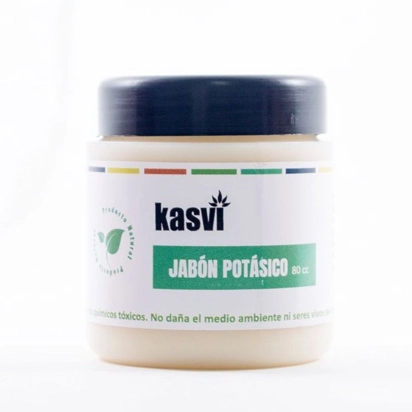 kasvi
JABÓN POTÁSICO 80 cc
Producto Natural
químicos tóxicos. No daña el medio ambiente ni seres vivos